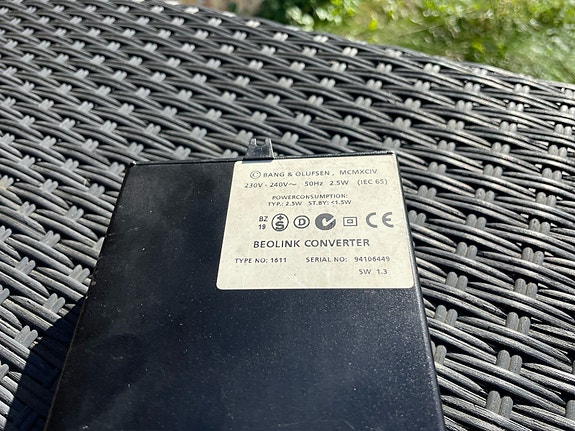 © BANG & OLUFSEN, MCMXCIV
230V - 240V~ 50Hz 2.5W (IEC 65)
POWERCONSUMPTION:
TYP.: 2.5W ST.BY: <1.5W
BZ
19 S D CE
BEOLINK CONVERTER
TYPE NO: 1611 SERIAL NO: 94106449
SW 1.3